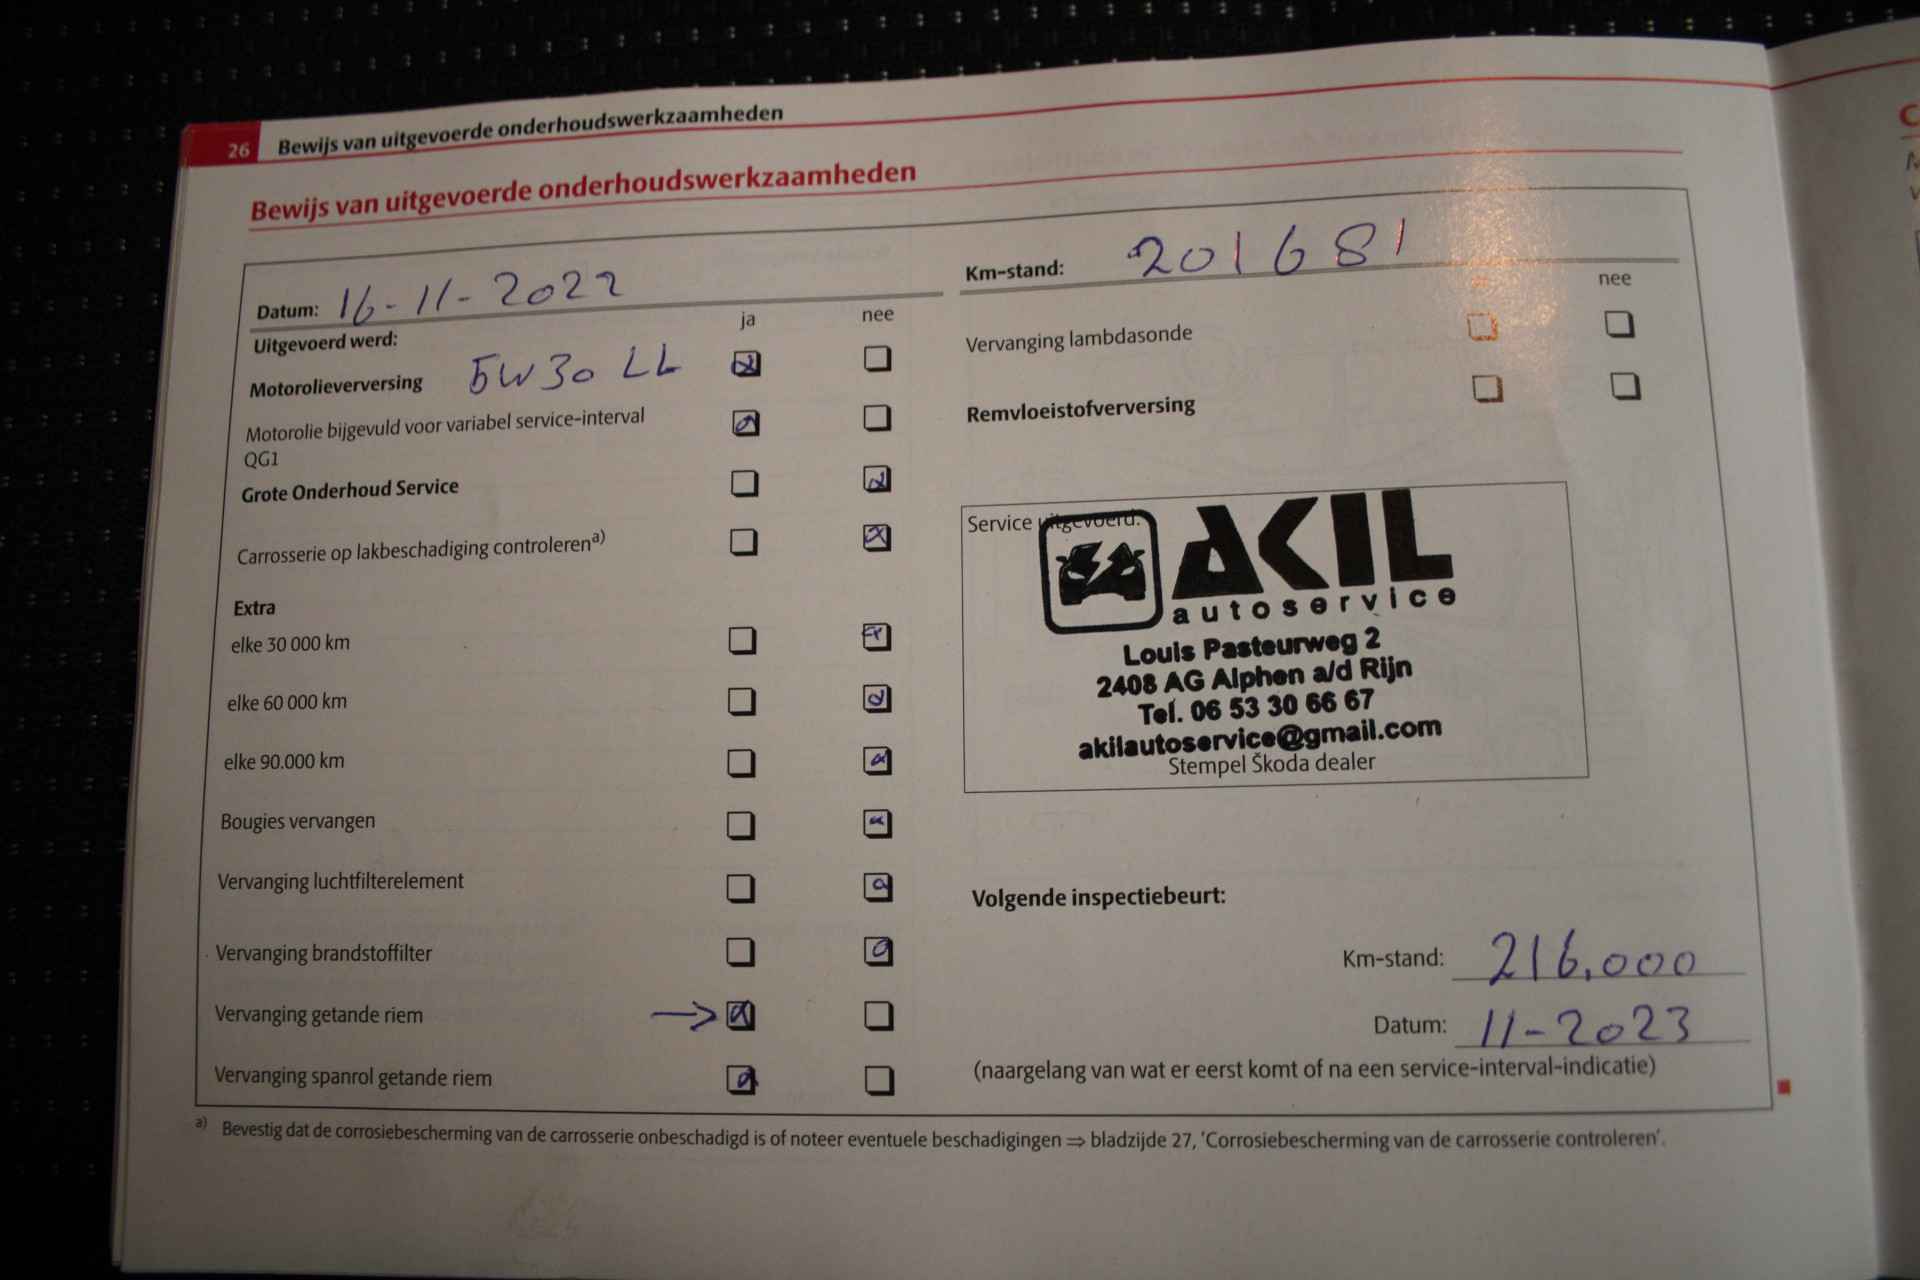 26 Bewijs van uitgevoerde onderhoudswerkzaamheden
Bewijs van uitgevoerde onderhoudswerkzaamheden
Datum: 16-11-2022
Km-stand: 201681
Uitgevoerd werd:
ja nee
nee
Motorolieverversing 5W30 LL
Motorolie bijgevuld voor variabel service-interval
QG1
Grote Onderhoud Service
Carrosserie op lakbeschadiging controleren a)
Extra
elke 30 000 km
elke 60 000 km
elke 90.000 km
Bougies vervangen
Vervanging luchtfilterelement
Vervanging brandstoffilter
Vervanging getande riem →
Vervanging spanrol getande riem
Vervanging lambdasonde
Remvloeistofverversing
Service uitgevoerd:
AKIL
autoservice
Louis Pasteurweg 2
2408 AG Alphen a/d Rijn
Tel. 06 53 30 66 67
akilautoservice@gmail.com
Stempel Škoda dealer
Volgende inspectiebeurt:
Km-stand: 216.000
Datum: 11-2023
(naargelang van wat er eerst komt of na een service-interval-indicatie)
a) Bevestig dat de corrosiebescherming van de carrosserie onbeschadigd is of noteer eventuele beschadigingen ⇒ bladzijde 27, 'Corrosiebescherming van de carrosserie controleren'.